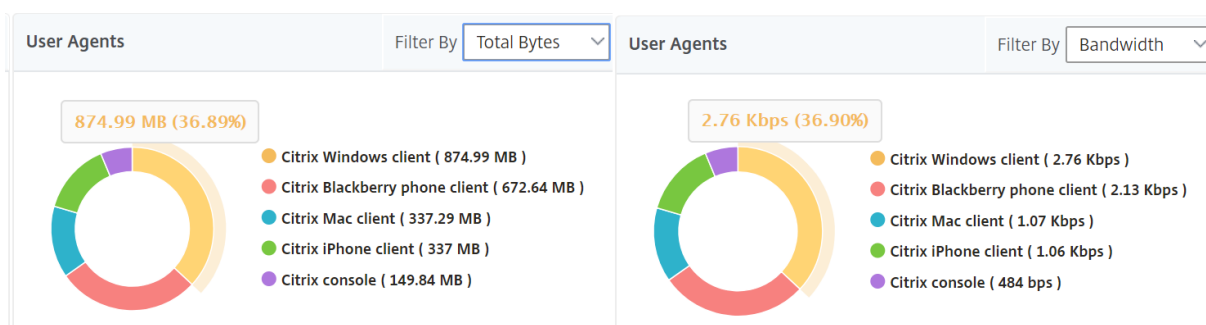 User Agents
Filter By Total Bytes
874.99 MB (36.89%)
Citrix Windows client ( 874.99 MB )
Citrix Blackberry phone client ( 672.64 MB )
Citrix Mac client ( 337.29 MB )
Citrix iPhone client ( 337 MB )
Citrix console ( 149.84 MB )
User Agents
Filter By Bandwidth
2.76 Kbps (36.90%)
Citrix Windows client ( 2.76 Kbps )
Citrix Blackberry phone client ( 2.13 Kbps )
Citrix Mac client ( 1.07 Kbps )
Citrix iPhone client ( 1.06 Kbps )
Citrix console ( 484 bps )